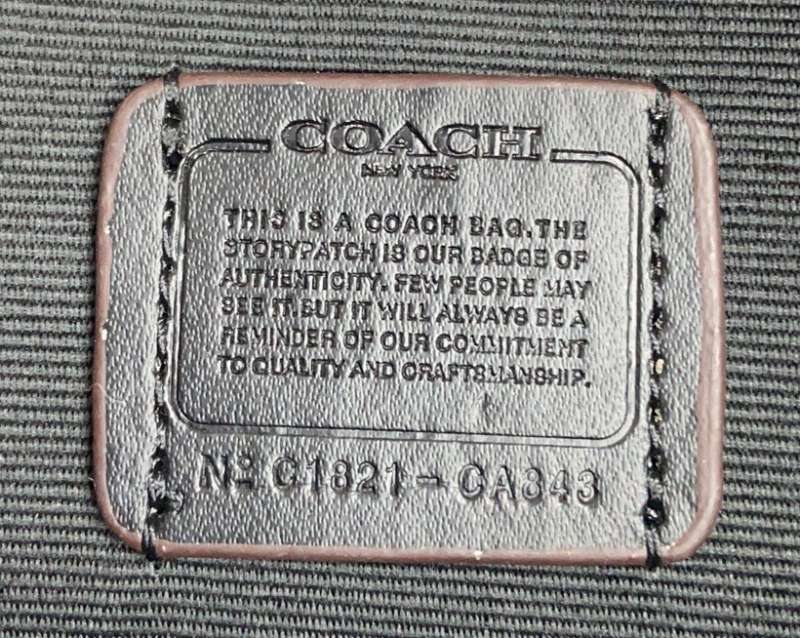 COACH
NEW YORK
THIS IS A COACH BAG. THE
STORYPATCH IS OUR BADGE OF
AUTHENTICITY. FEW PEOPLE MAY
SEE IT. BUT IT WILL ALWAYS BE A
REMINDER OF OUR COMMITMENT
TO QUALITY AND CRAFTSMANSHIP.
Nº C1821-CA843